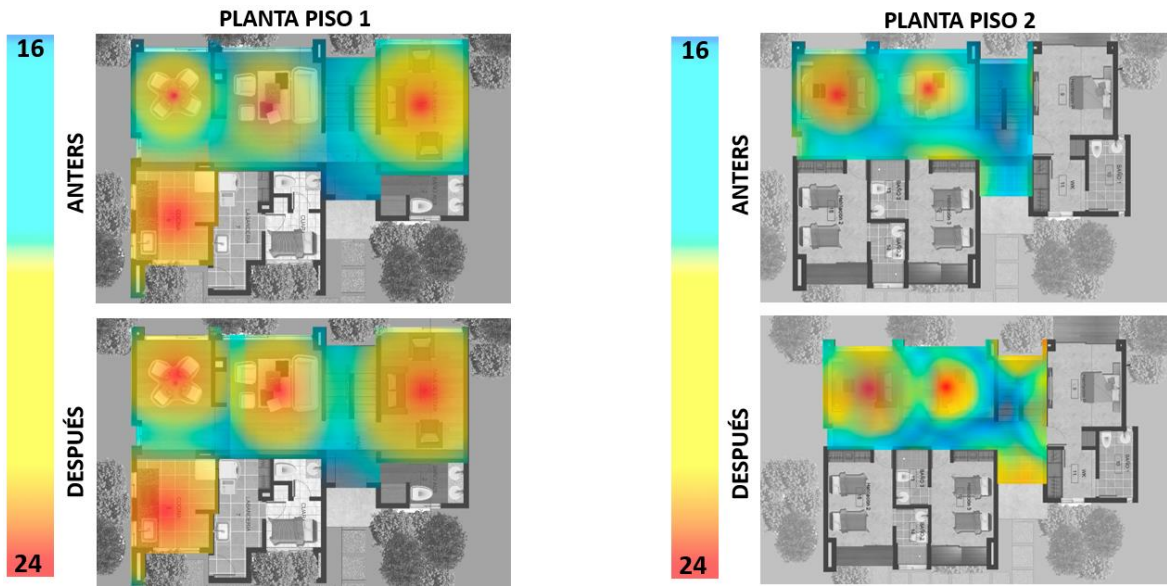 PLANTA PISO 1
16
ANTERS
DESPUÉS
24
PLANTA PISO 2
16
ANTERS
DESPUÉS
24